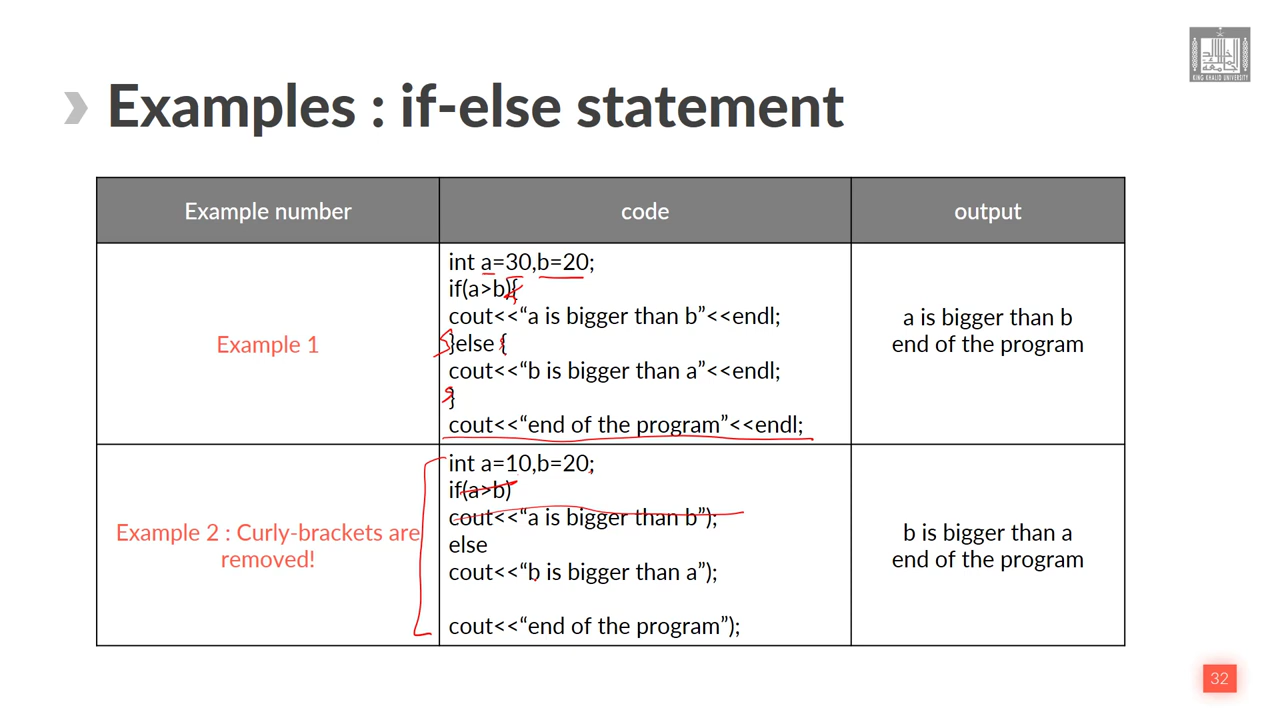 KING KHALID UNIVERSITY
Examples : if-else statement
Example number
code
output
Example 1
int a=30,b=20;
if(a>b){
cout<<“a is bigger than b”<<endl;
}else {
cout<<“b is bigger than a”<<endl;
}
cout<<“end of the program”<<endl;
a is bigger than b
end of the program
Example 2 : Curly-brackets are
removed!
int a=10,b=20;
if(a>b)
cout<<“a is bigger than b”);
else
cout<<“b is bigger than a”);
cout<<“end of the program”);
b is bigger than a
end of the program
32